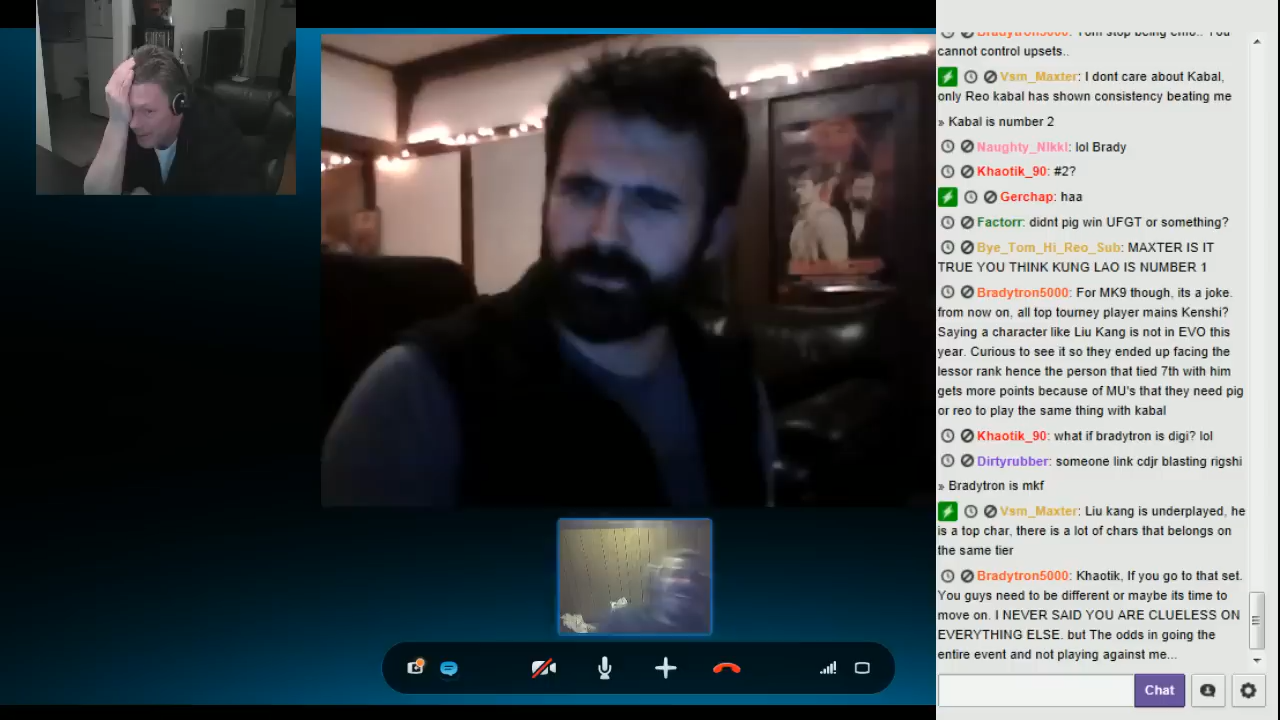 Bradytron5000: Tom stop being emo.. You
cannot control upsets..
Vsm_Maxter: I dont care about Kabal,
only Reo kabal has shown consistency beating me
» Kabal is number 2
Naughty_NIkkI: lol Brady
Khaotik_90: #2?
Gerchap: haa
Factorr: didnt pig win UFGT or something?
Bye_Tom_Hi_Reo_Sub: MAXTER IS IT
TRUE YOU THINK KUNG LAO IS NUMBER 1
Bradytron5000: For MK9 though, its a joke.
from now on, all top tourney player mains Kenshi?
Saying a character like Liu Kang is not in EVO this
year. Curious to see it so they ended up facing the
lessor rank hence the person that tied 7th with him
gets more points because of MU's that they need pig
or reo to play the same thing with kabal
Khaotik_90: what if bradytron is digi? lol
Dirtyrubber: someone link cdjr blasting rigshi
» Bradytron is mkf
Vsm_Maxter: Liu kang is underplayed, he
is a top char, there is a lot of chars that belongs on
the same tier
Bradytron5000: Khaotik, If you go to that set.
You guys need to be different or maybe its time to
move on. I NEVER SAID YOU ARE CLUELESS ON
EVERYTHING ELSE. but The odds in going the
entire event and not playing against me...
Chat